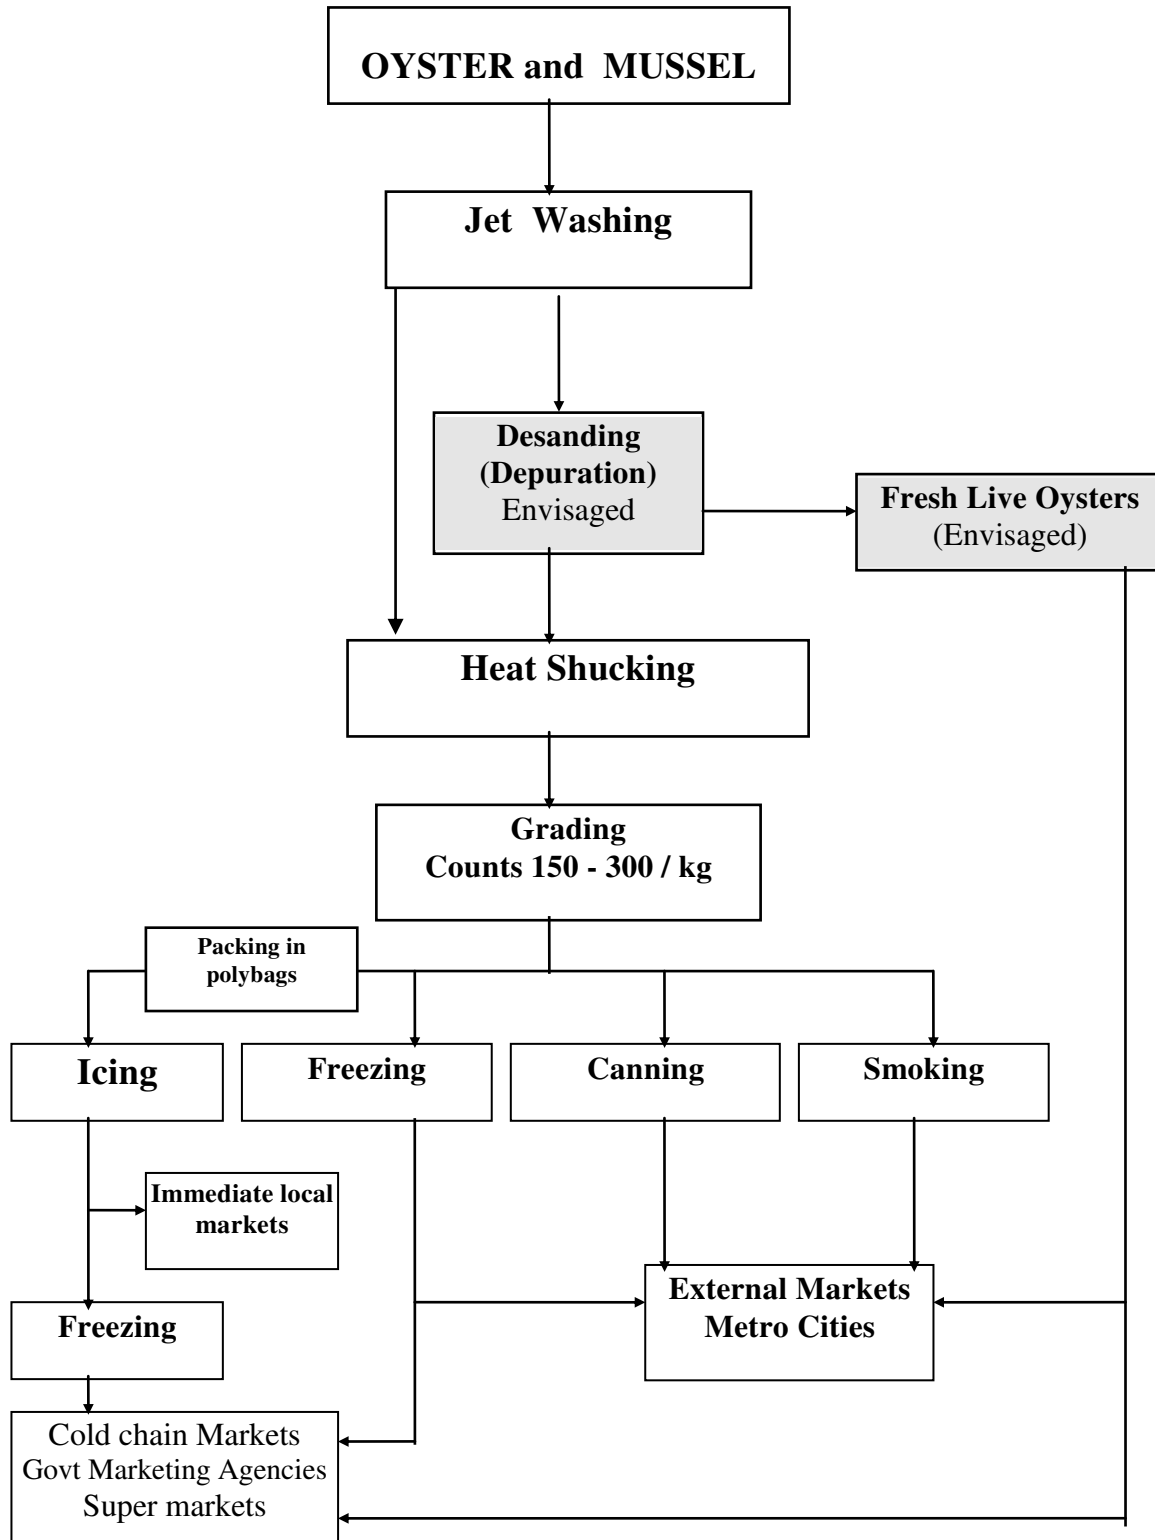 OYSTER and MUSSEL
Jet Washing
Desanding
(Depuration)
Envisaged
Fresh Live Oysters
(Envisaged)
Heat Shucking
Grading
Counts 150 - 300 / kg
Packing in
polybags
Icing
Freezing
Canning
Smoking
Immediate local
markets
External Markets
Metro Cities
Freezing
Cold chain Markets
Govt Marketing Agencies
Super markets